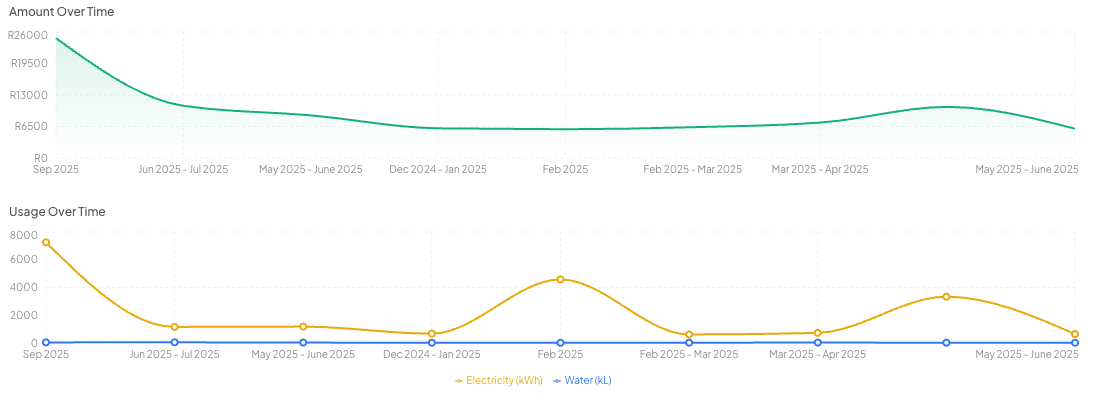 Amount Over Time
R26000
R19500
R13000
R6500
R0
Sep 2025 Jun 2025 - Jul 2025 May 2025 - June 2025 Dec 2024 - Jan 2025 Feb 2025 Feb 2025 - Mar 2025 Mar 2025 - Apr 2025 May 2025 - June 2025
Usage Over Time
8000
6000
4000
2000
0
Sep 2025 Jun 2025 - Jul 2025 May 2025 - June 2025 Dec 2024 - Jan 2025 Feb 2025 Feb 2025 - Mar 2025 Mar 2025 - Apr 2025 May 2025 - June 2025
Electricity (kWh) Water (kL)